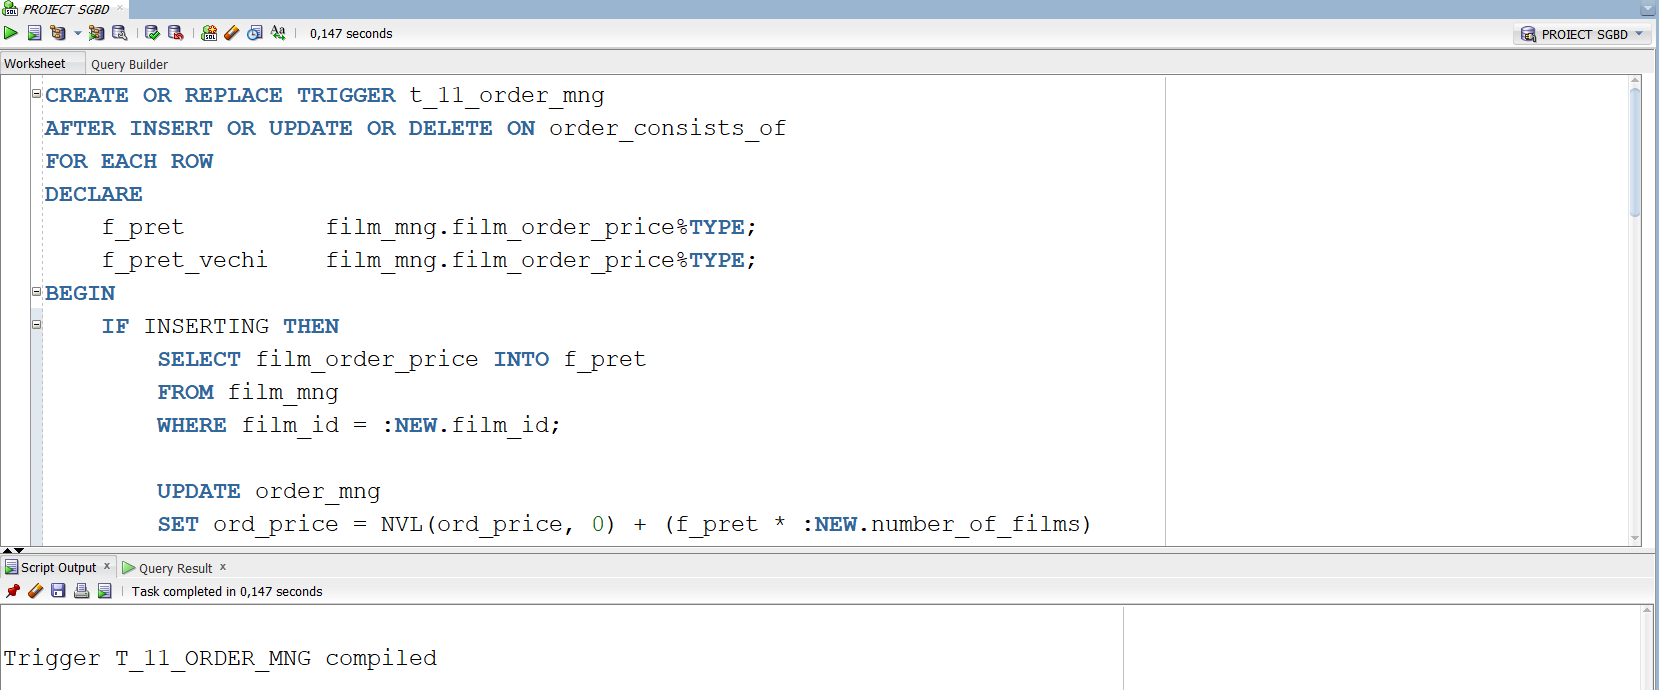 PROIECT SGBD
0,147 seconds
PROIECT SGBD
Worksheet
Query Builder
CREATE OR REPLACE TRIGGER t_11_order_mng
AFTER INSERT OR UPDATE OR DELETE ON order_consists_of
FOR EACH ROW
DECLARE
    f_pret          film_mng.film_order_price%TYPE;
    f_pret_vechi    film_mng.film_order_price%TYPE;
BEGIN
    IF INSERTING THEN
        SELECT film_order_price INTO f_pret
        FROM film_mng
        WHERE film_id = :NEW.film_id;
        UPDATE order_mng
        SET ord_price = NVL(ord_price, 0) + (f_pret * :NEW.number_of_films)
Script Output
Query Result
Task completed in 0,147 seconds
Trigger T_11_ORDER_MNG compiled